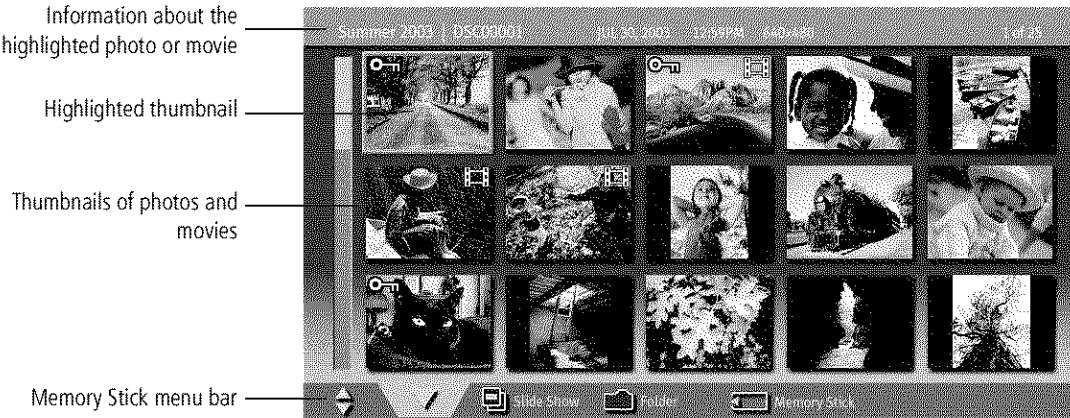 Information about the
highlighted photo or movie
Summer 2003 | DSC00001 JUL 30, 2003 12:59PM 640x480 1 of 25
Highlighted thumbnail
Thumbnails of photos and
movies
Memory Stick menu bar
Slide Show Folder Memory Stick